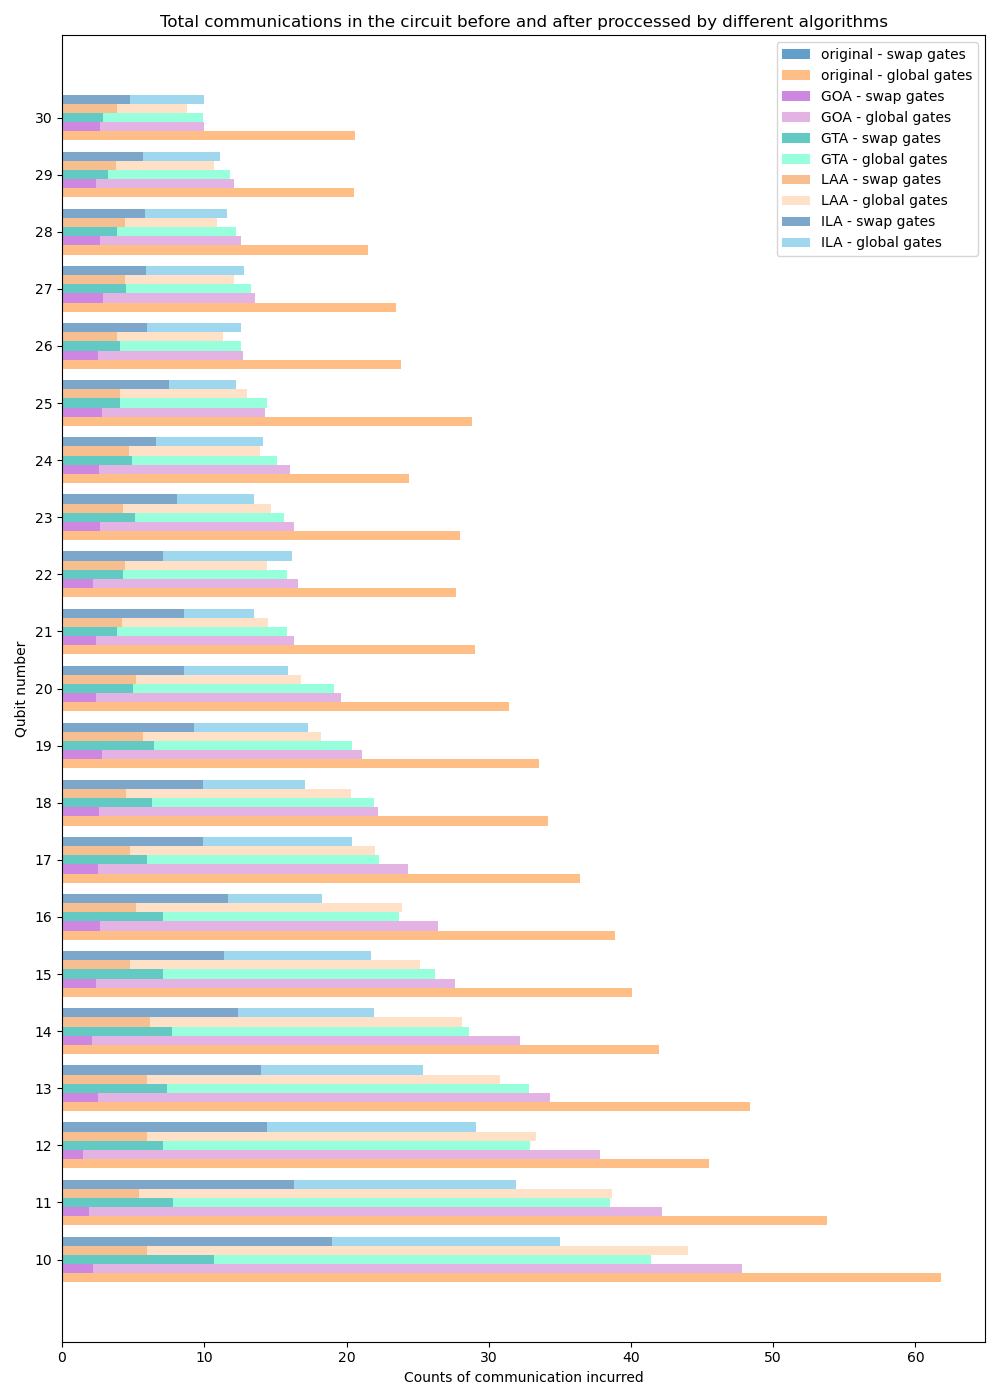 Total communications in the circuit before and after proccessed by different algorithms
original - swap gates
original - global gates
GOA - swap gates
GOA - global gates
GTA - swap gates
GTA - global gates
LAA - swap gates
LAA - global gates
ILA - swap gates
ILA - global gates
Qubit number
30
29
28
27
26
25
24
23
22
21
20
19
18
17
16
15
14
13
12
11
10
0 10 20 30 40 50 60
Counts of communication incurred